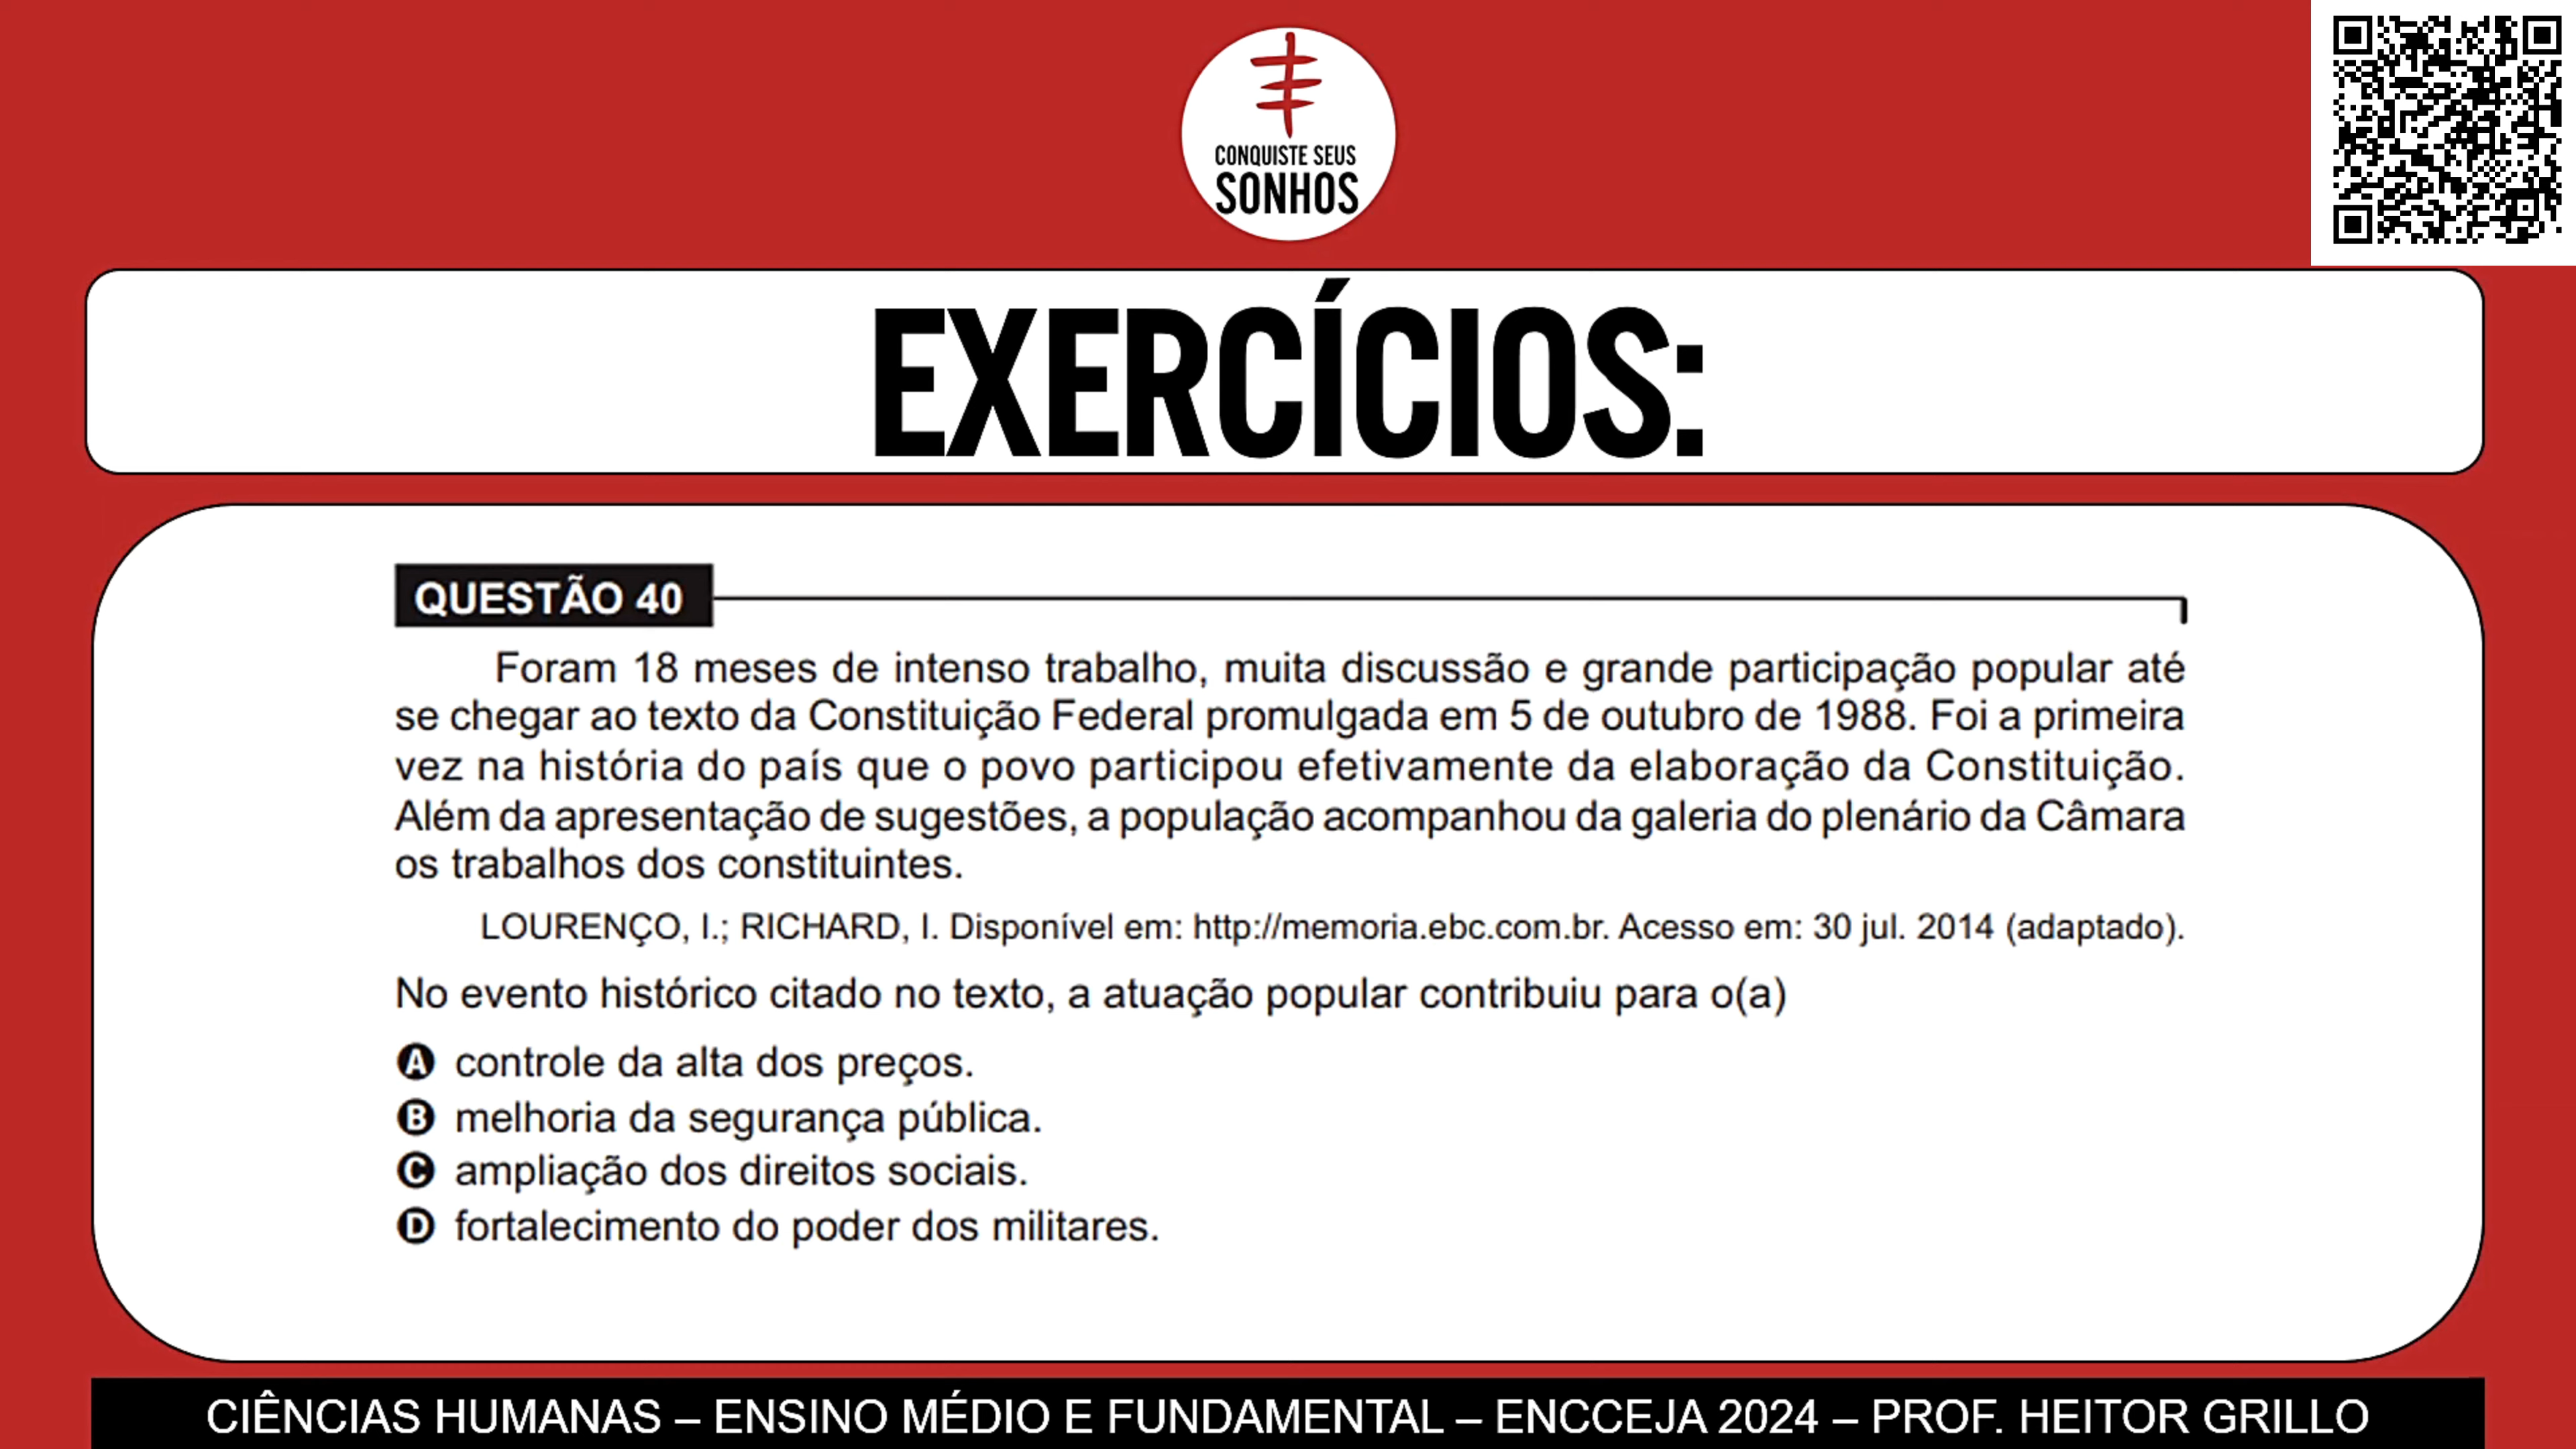 CONQUISTE SEUS
SONHOS
EXERCÍCIOS:
QUESTÃO 40
Foram 18 meses de intenso trabalho, muita discussão e grande participação popular até
se chegar ao texto da Constituição Federal promulgada em 5 de outubro de 1988. Foi a primeira
vez na história do país que o povo participou efetivamente da elaboração da Constituição.
Além da apresentação de sugestões, a população acompanhou da galeria do plenário da Câmara
os trabalhos dos constituintes.
LOURENÇO, I.; RICHARD, I. Disponível em: http://memoria.ebc.com.br. Acesso em: 30 jul. 2014 (adaptado).
No evento histórico citado no texto, a atuação popular contribuiu para o(a)
A controle da alta dos preços.
B melhoria da segurança pública.
C ampliação dos direitos sociais.
D fortalecimento do poder dos militares.
CIÊNCIAS HUMANAS – ENSINO MÉDIO E FUNDAMENTAL – ENCCEJA 2024 – PROF. HEITOR GRILLO